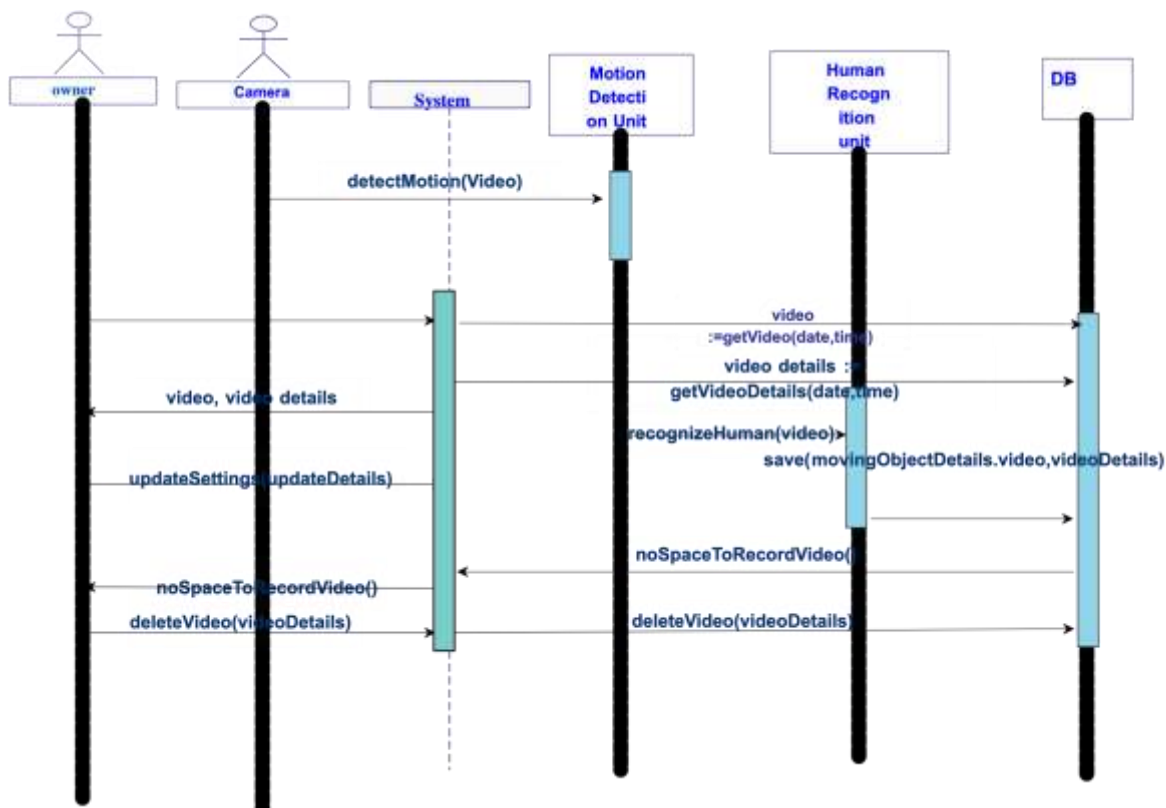 owner
Camera
System
Motion
Detecti
on Unit
Human
Recogn
ition
unit
DB
detectMotion(Video)
video
:=getVideo(date,time)
video details :=
getVideoDetails(date,time)
video, video details
recognizeHuman(video)
save(movingObjectDetails.video,videoDetails)
updateSettings(updateDetails)
noSpaceToRecordVideo()
noSpaceToRecordVideo()
deleteVideo(videoDetails)
deleteVideo(videoDetails)